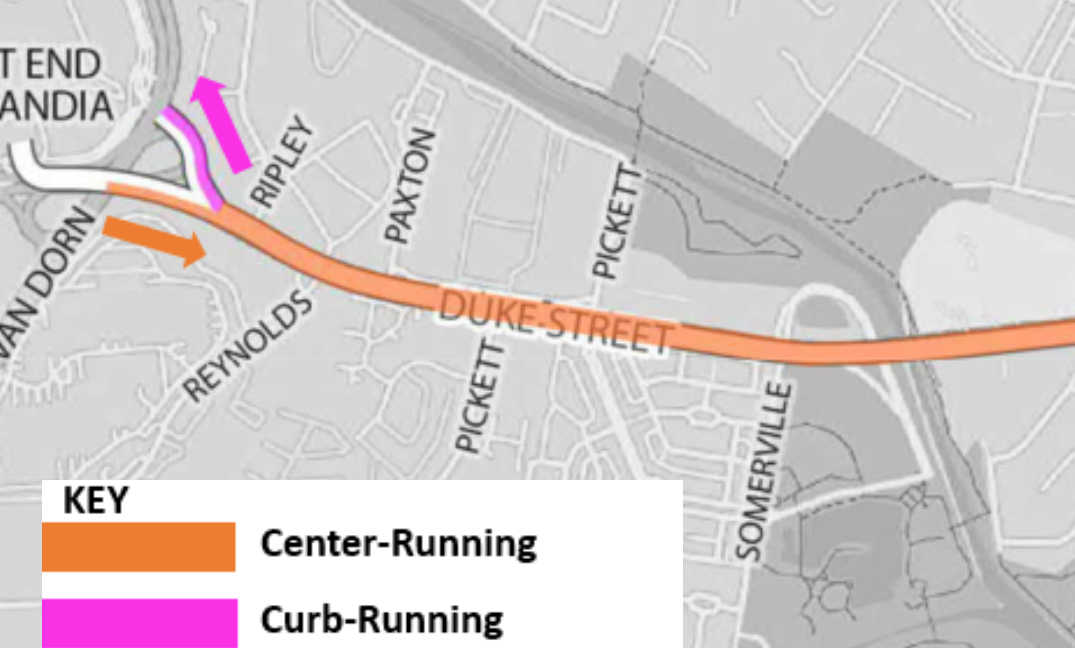 T END
ANDIA
RIPLEY
PAXTON
PICKETT
VAN DORN
REYNOLDS
DUKE STREET
PICKETT
SOMERVILLE
KEY
Center-Running
Curb-Running